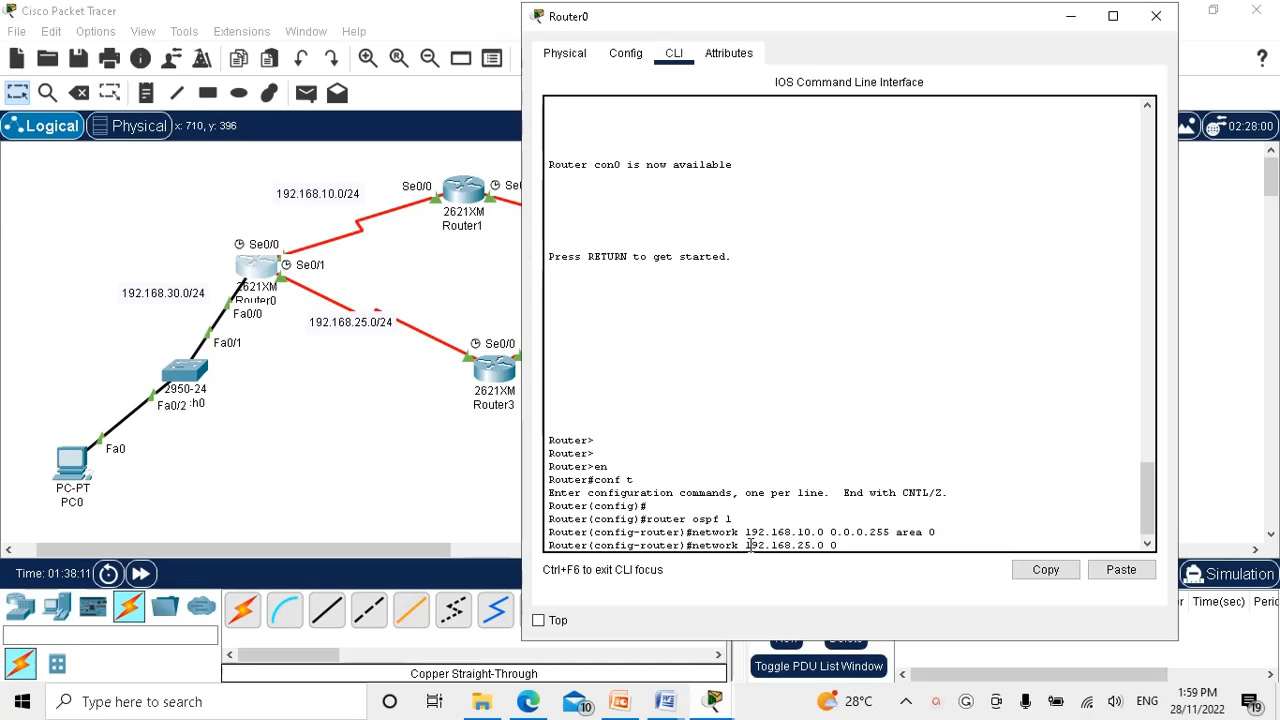 Cisco Packet Tracer
File Edit Options View Tools Extensions Window Help
Logical
Physical
x: 710, y: 396
02:28:00
192.168.10.0/24
Se0/0
Se0
2621XM
Router1
Se0/0
Se0/1
2621XM
Router0
Fa0/0
192.168.30.0/24
192.168.25.0/24
Fa0/1
2950-24
h0
Fa0/2
Se0/0
2621XM
Router3
Fa0
PC-PT
PC0
Router0
Physical Config CLI Attributes
IOS Command Line Interface
Router con0 is now available
Press RETURN to get started.
Router>
Router>
Router>en
Router#conf t
Enter configuration commands, one per line. End with CNTL/Z.
Router(config)#
Router(config)#router ospf 1
Router(config-router)#network 192.168.10.0 0.0.0.255 area 0
Router(config-router)#network 192.168.25.0 0
Ctrl+F6 to exit CLI focus
Copy
Paste
Top
Time: 01:38:11
Simulation
Time(sec)
Copper Straight-Through
Toggle PDU List Window
Type here to search
10
28°C
ENG
1:59 PM
28/11/2022
19